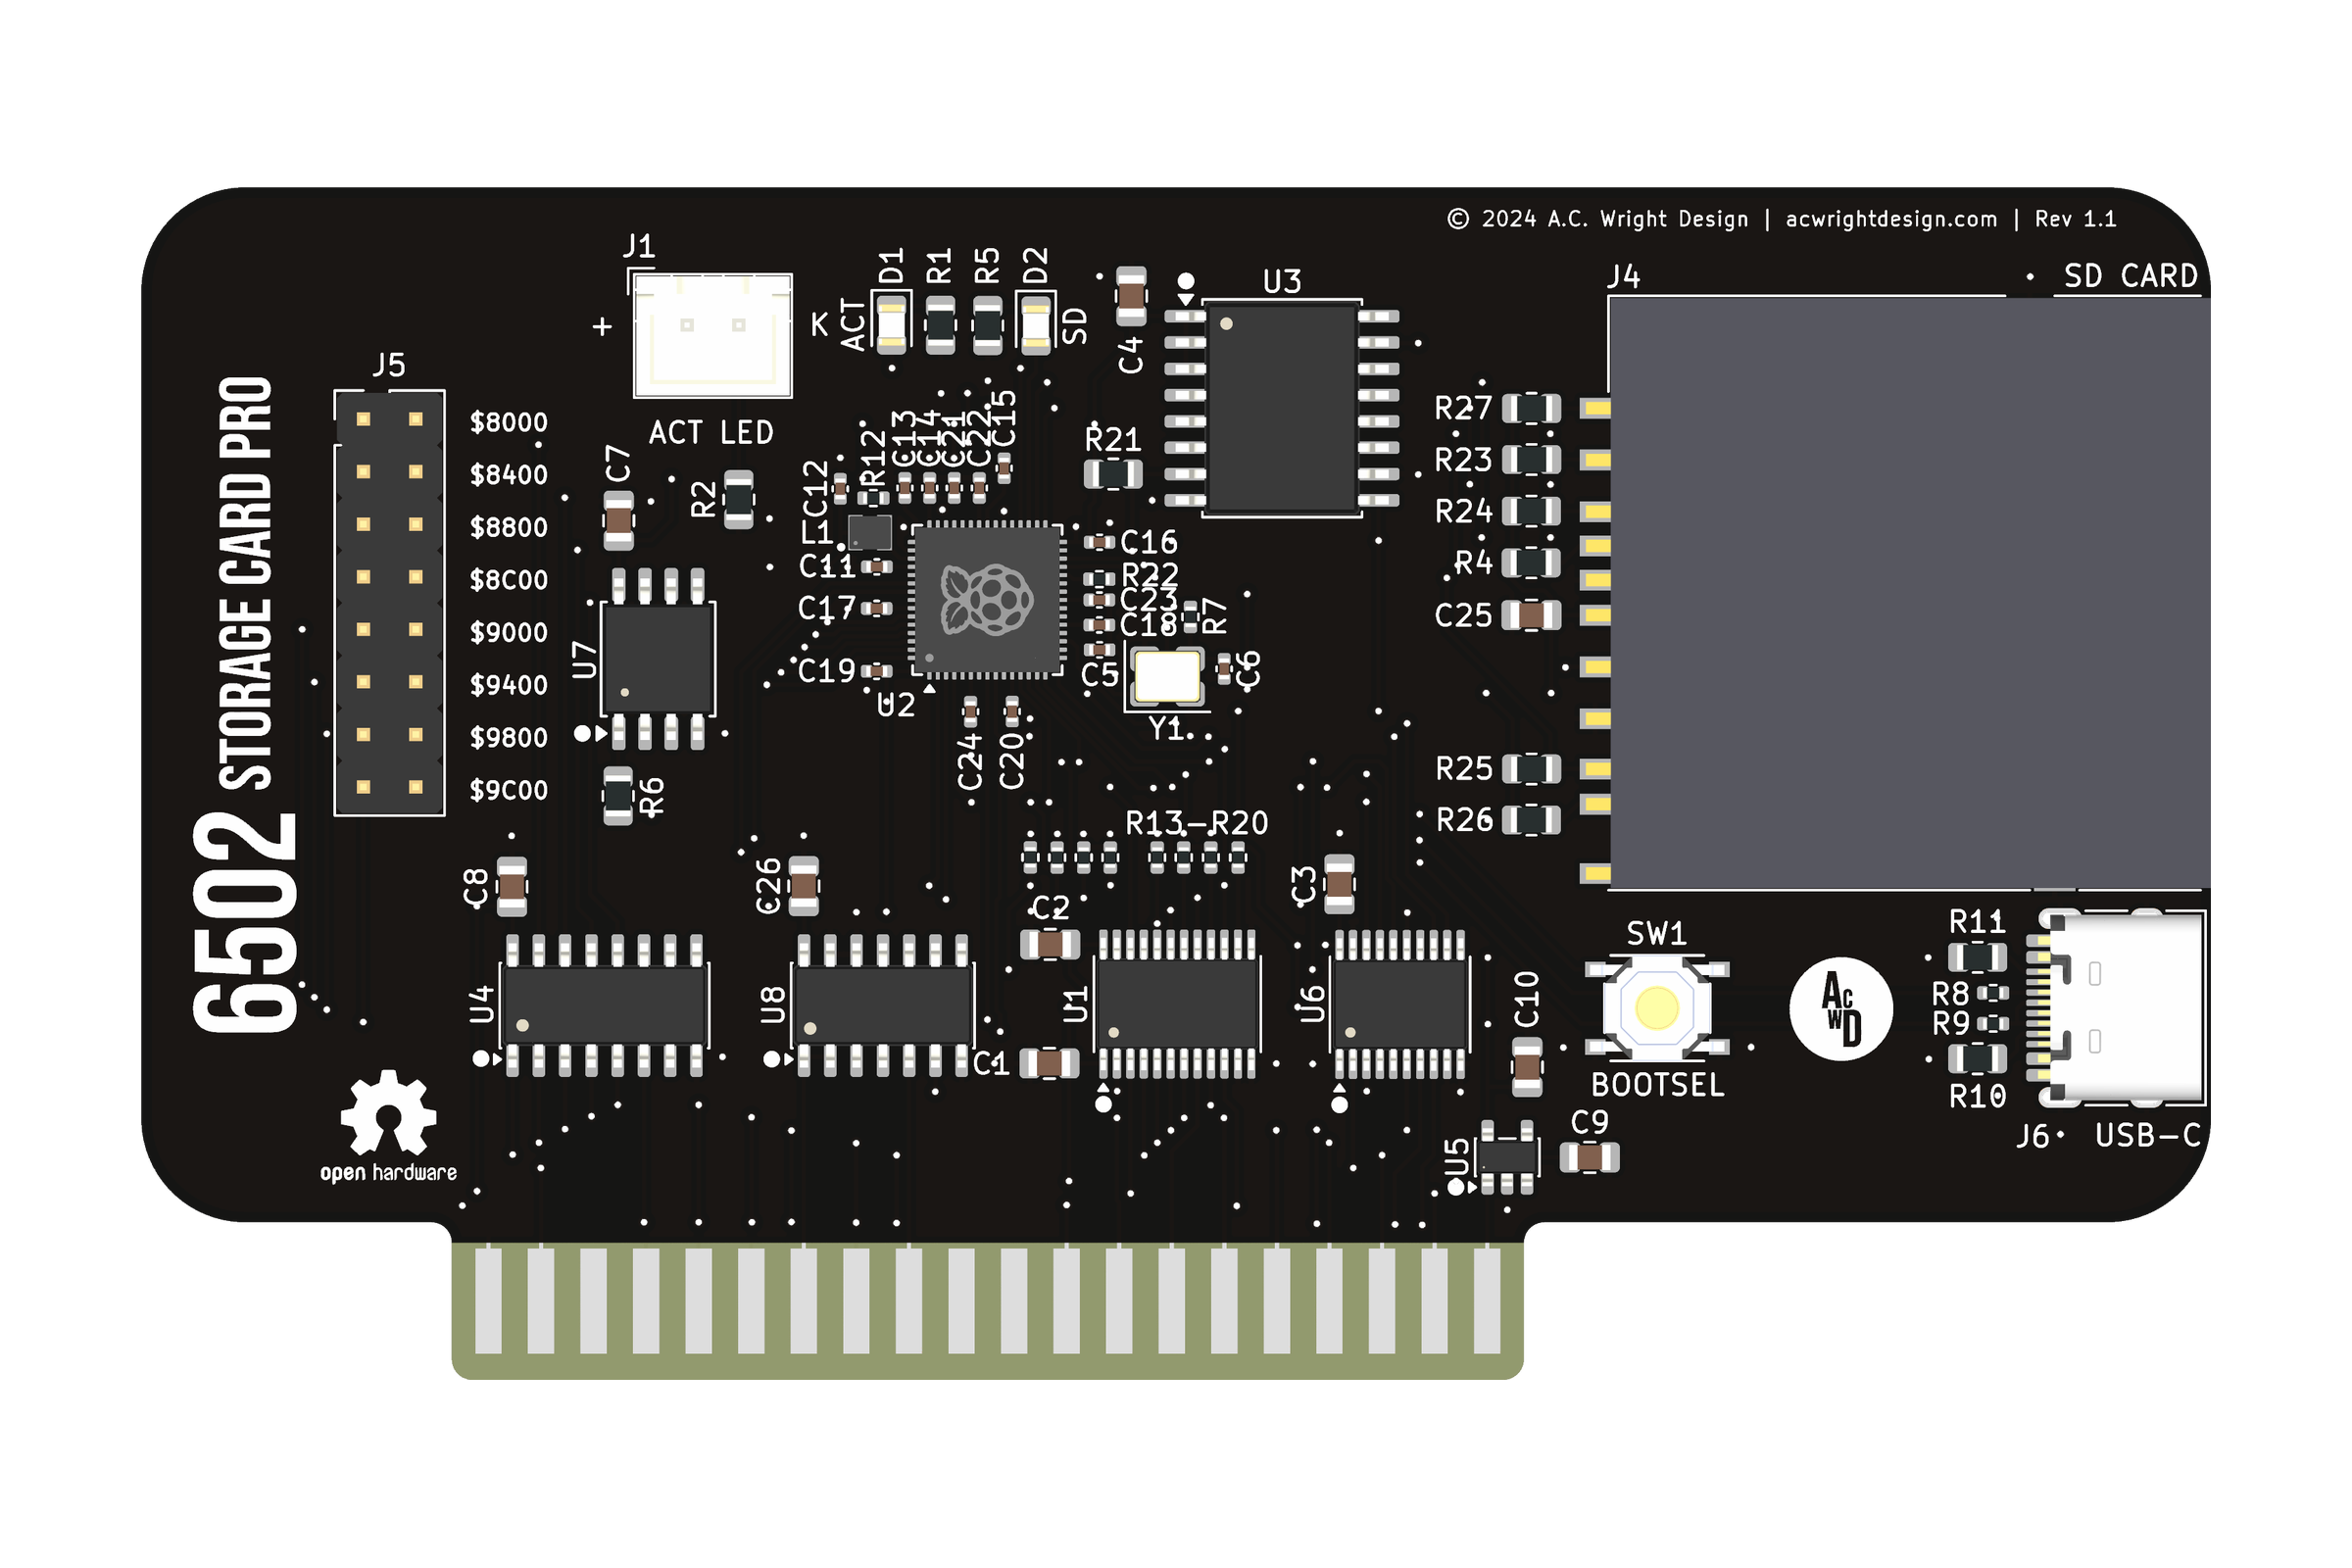 © 2024 A.C. Wright Design | acwrightdesign.com | Rev 1.1
J1
D1
R1
R5
D2
U3
J4
SD CARD
+
K
ACT
SD
C4
J5
ACT LED
$8000
$8400
$8800
$8C00
$9000
$9400
$9800
$9C00
6502 STORAGE CARD PRO
C7
R2
C12
R12
C13
C14
C21
C22
C15
R21
L1
C11
C17
C19
U2
C16
R22
C23
C18
C5
R7
C6
Y1
C24
C20
U7
R6
R27
R23
R24
R4
C25
R25
R26
R13-R20
C8
C26
C2
C3
U4
U8
C1
U1
U6
C10
SW1
BOOTSEL
ACWD
R11
R8
R9
R10
J6
USB-C
U5
C9
open hardware